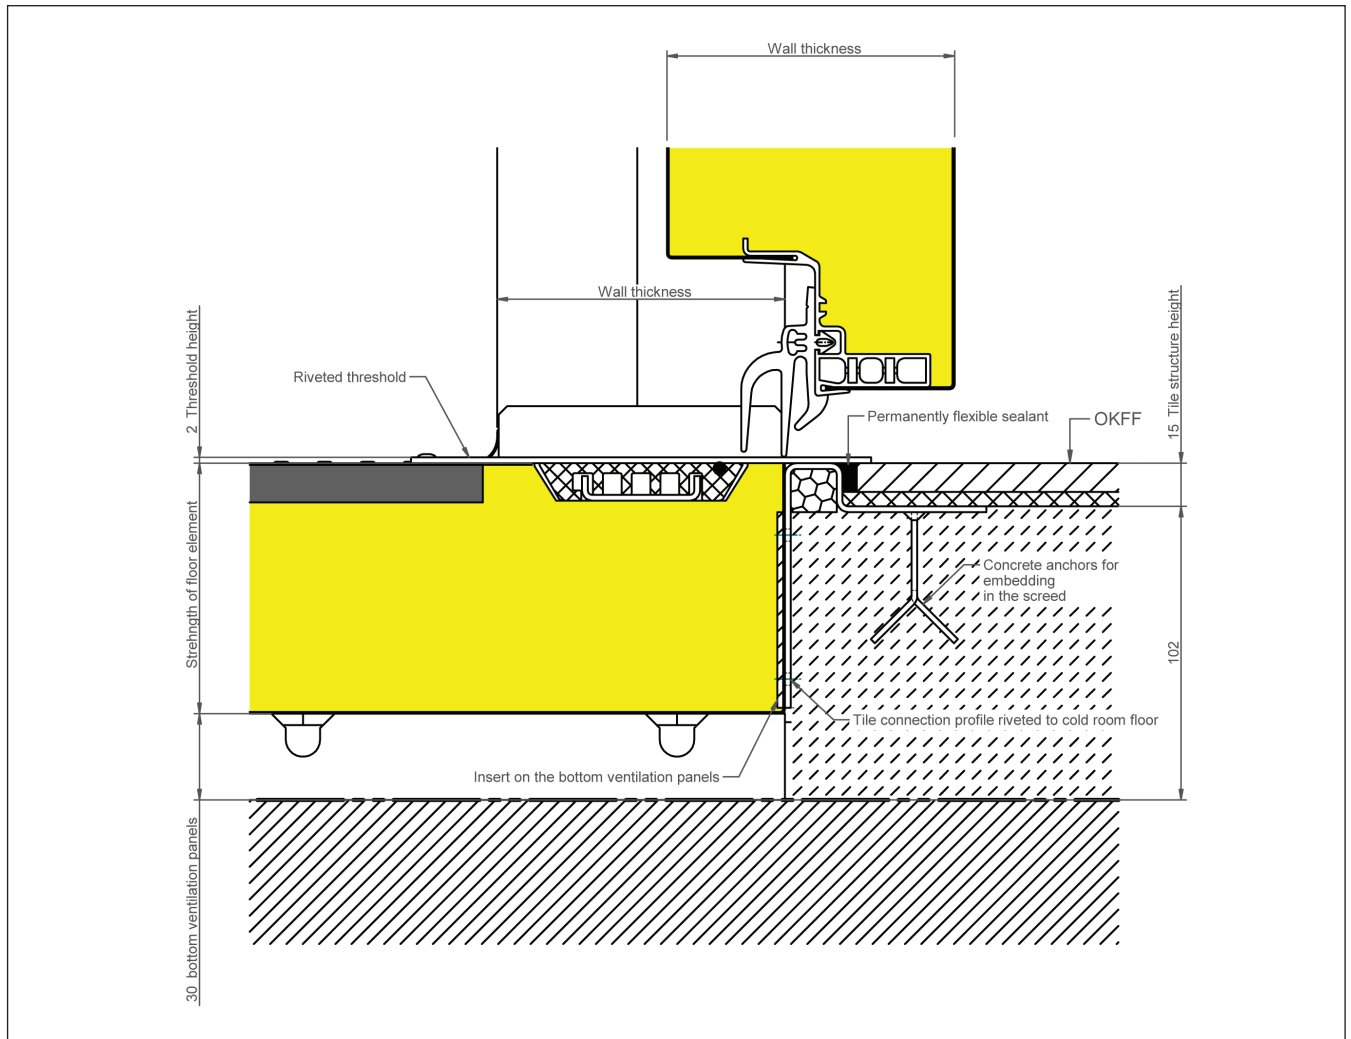 Wall thickness
Wall thickness
2 Threshold height
15 Tile structure height
Riveted threshold
Permanently flexible sealant
OKFF
Strehngth of floor element
Concrete anchors for
embedding
in the screed
102
Tile connection profile riveted to cold room floor
Insert on the bottom ventilation panels
30 bottom ventilation panels